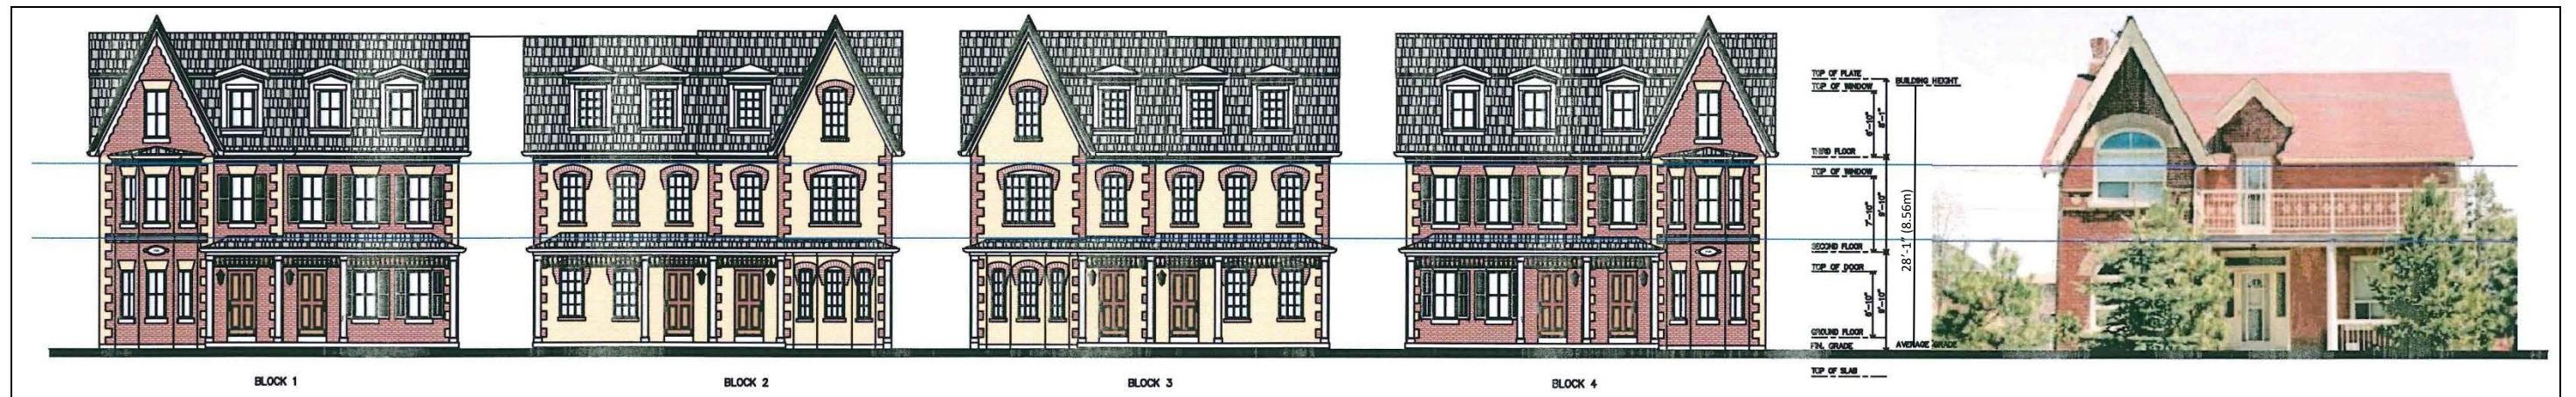 TOP OF PLATE
BUILDING HEIGHT
TOP OF WINDOW
6'-10"
8'-1"
THIRD FLOOR
TOP OF WINDOW
7'-10"
8'-10"
28'-1" (8.56m)
SECOND FLOOR
TOP OF DOOR
6'-10"
8'-10"
GROUND FLOOR
FIN. GRADE
AVERAGE GRADE
TOP OF SLAB
BLOCK 1
BLOCK 2
BLOCK 3
BLOCK 4